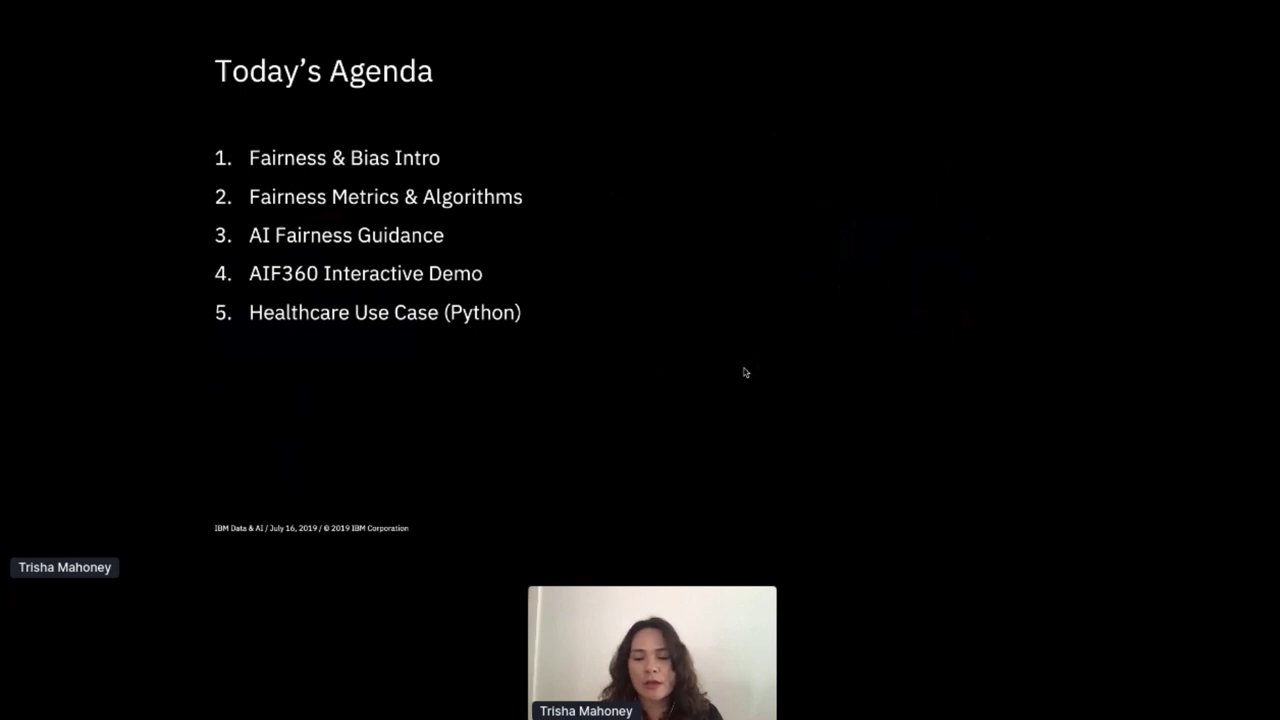 Today’s Agenda
1. Fairness & Bias Intro
2. Fairness Metrics & Algorithms
3. AI Fairness Guidance
4. AIF360 Interactive Demo
5. Healthcare Use Case (Python)
IBM Data & AI / July 16, 2019 / © 2019 IBM Corporation
Trisha Mahoney
Trisha Mahoney